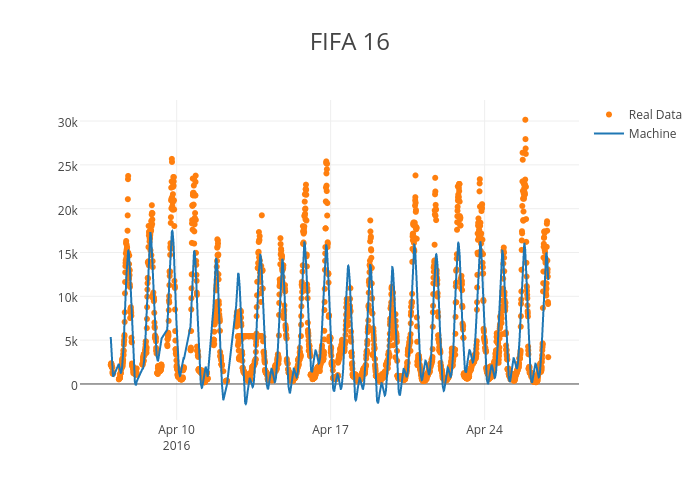 FIFA 16
Real Data
Machine
30k
25k
20k
15k
10k
5k
0
Apr 10
2016
Apr 17
Apr 24